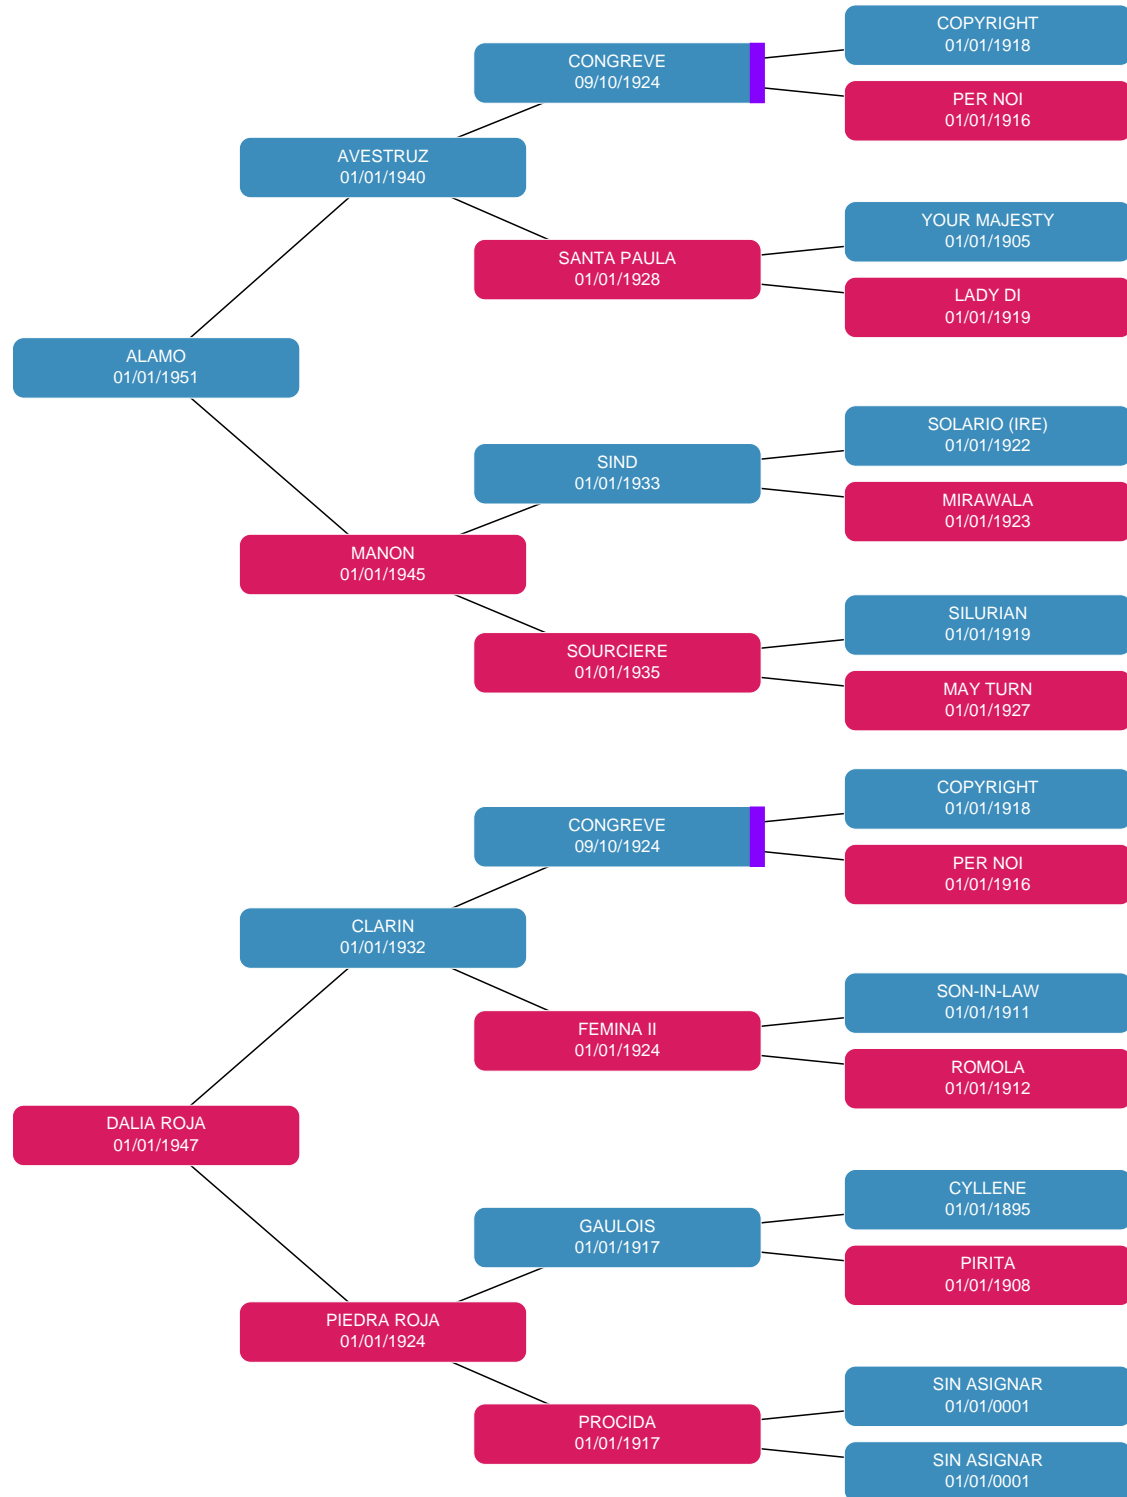 COPYRIGHT
01/01/1918
CONGREVE
09/10/1924
PER NOI
01/01/1916
AVESTRUZ
01/01/1940
YOUR MAJESTY
01/01/1905
SANTA PAULA
01/01/1928
LADY DI
01/01/1919
ALAMO
01/01/1951
SOLARIO (IRE)
01/01/1922
SIND
01/01/1933
MIRAWALA
01/01/1923
MANON
01/01/1945
SILURIAN
01/01/1919
SOURCIERE
01/01/1935
MAY TURN
01/01/1927
COPYRIGHT
01/01/1918
CONGREVE
09/10/1924
PER NOI
01/01/1916
CLARIN
01/01/1932
SON-IN-LAW
01/01/1911
FEMINA II
01/01/1924
ROMOLA
01/01/1912
DALIA ROJA
01/01/1947
CYLLENE
01/01/1895
GAULOIS
01/01/1917
PIRITA
01/01/1908
PIEDRA ROJA
01/01/1924
SIN ASIGNAR
01/01/0001
PROCIDA
01/01/1917
SIN ASIGNAR
01/01/0001